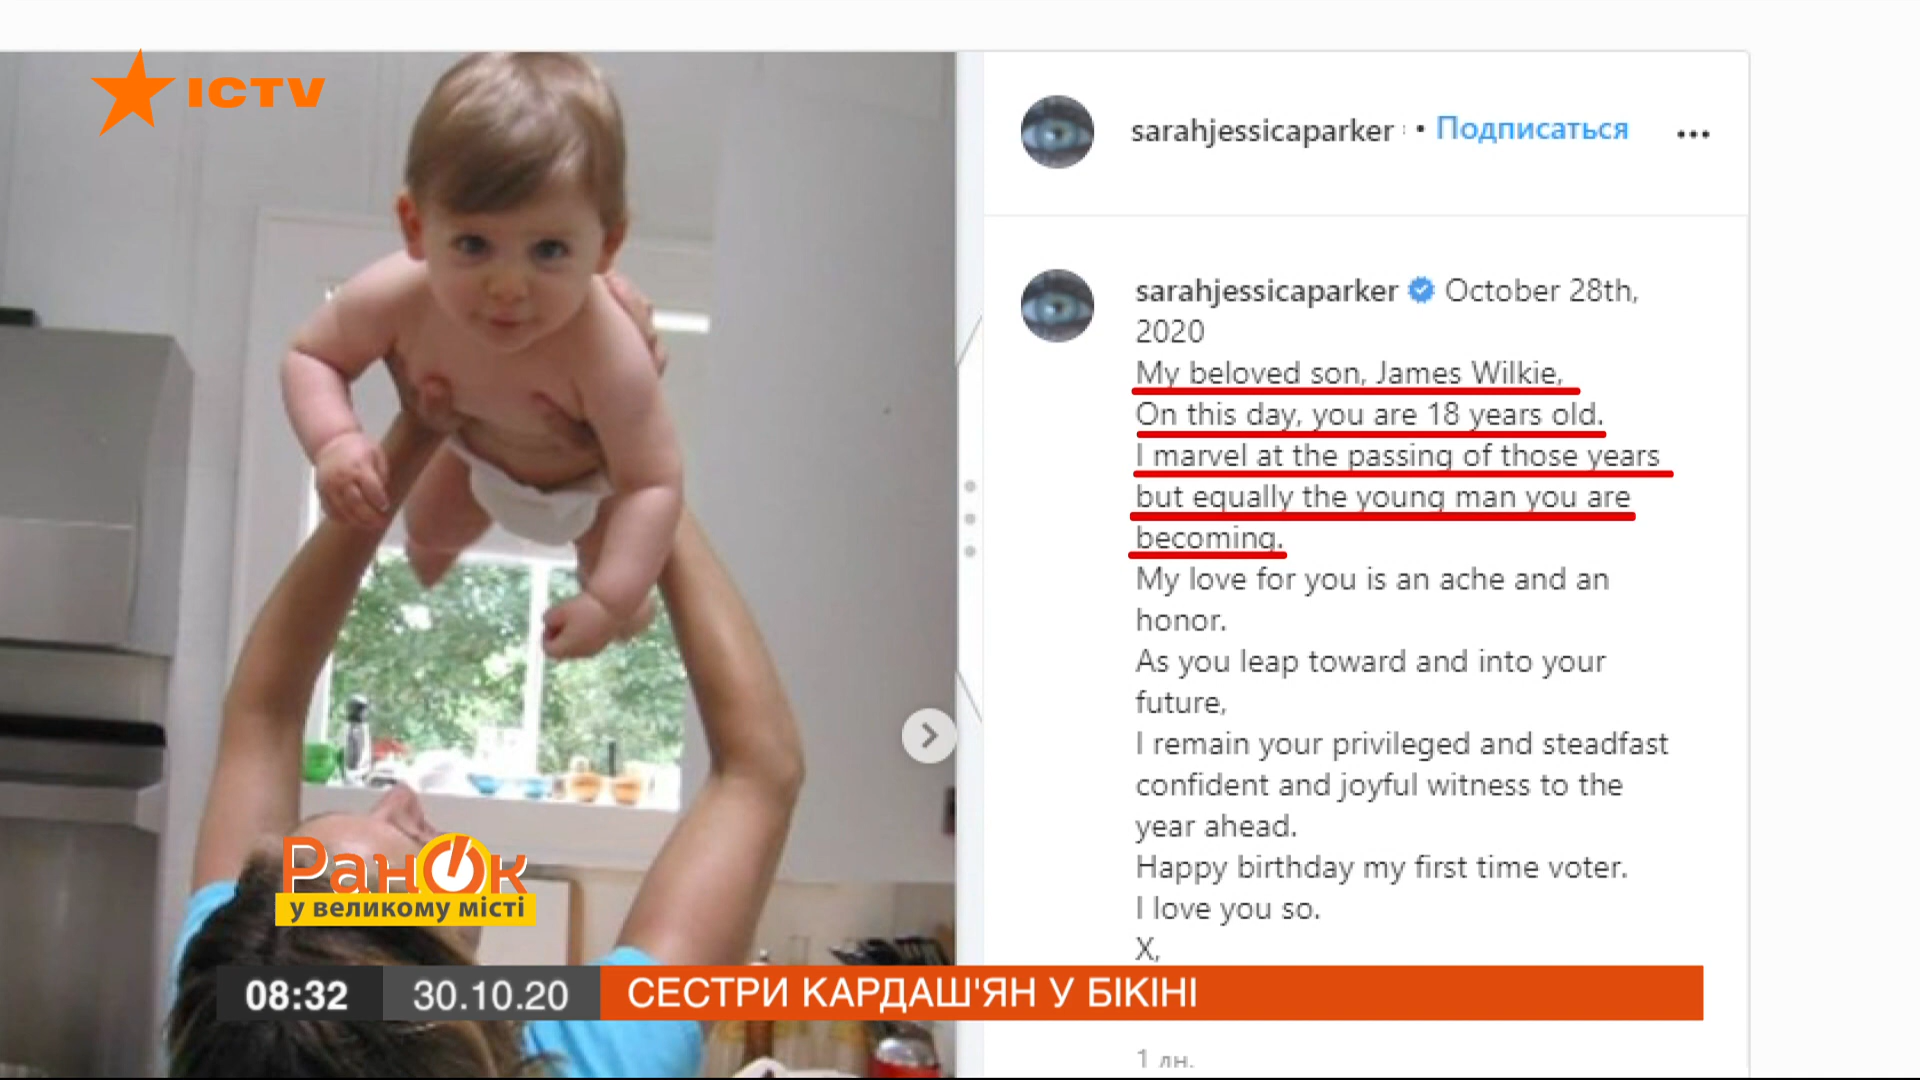 ICTV
sarahjessicaparker • Подписаться
sarahjessicaparker October 28th,
2020
My beloved son, James Wilkie,
On this day, you are 18 years old.
I marvel at the passing of those years
but equally the young man you are
becoming.
My love for you is an ache and an
honor.
As you leap toward and into your
future,
I remain your privileged and steadfast
confident and joyful witness to the
year ahead.
Happy birthday my first time voter.
I love you so.
X,
Ранок
у великому місті
08:32 30.10.20 СЕСТРИ КАРДАШ'ЯН У БІКІНІ
1 дн.